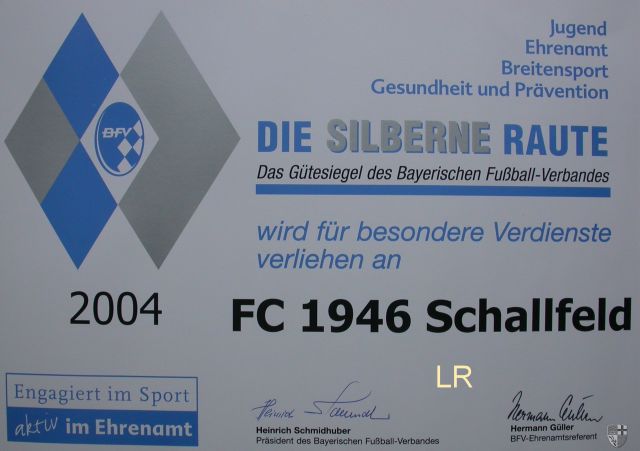 Jugend
Ehrenamt
Breitensport
Gesundheit und Prävention
BFV
DIE SILBERNE RAUTE
Das Gütesiegel des Bayerischen Fußball-Verbandes
wird für besondere Verdienste
verliehen an
2004
FC 1946 Schallfeld
LR
Engagiert im Sport
aktiv im Ehrenamt
Heinrich Schmidhuber
Präsident des Bayerischen Fußball-Verbandes
Hermann Güller
Hermann Güller
BFV-Ehrenamtsreferent